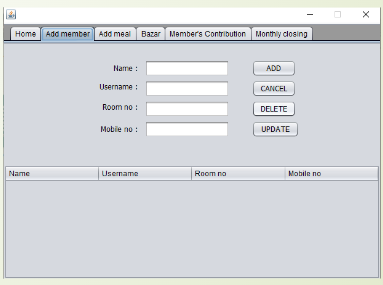 Home Add member Add meal Bazar Member's Contribution Monthly closing
Name : ADD
Username : CANCEL
Room no : DELETE
Mobile no : UPDATE
Name Username Room no Mobile no